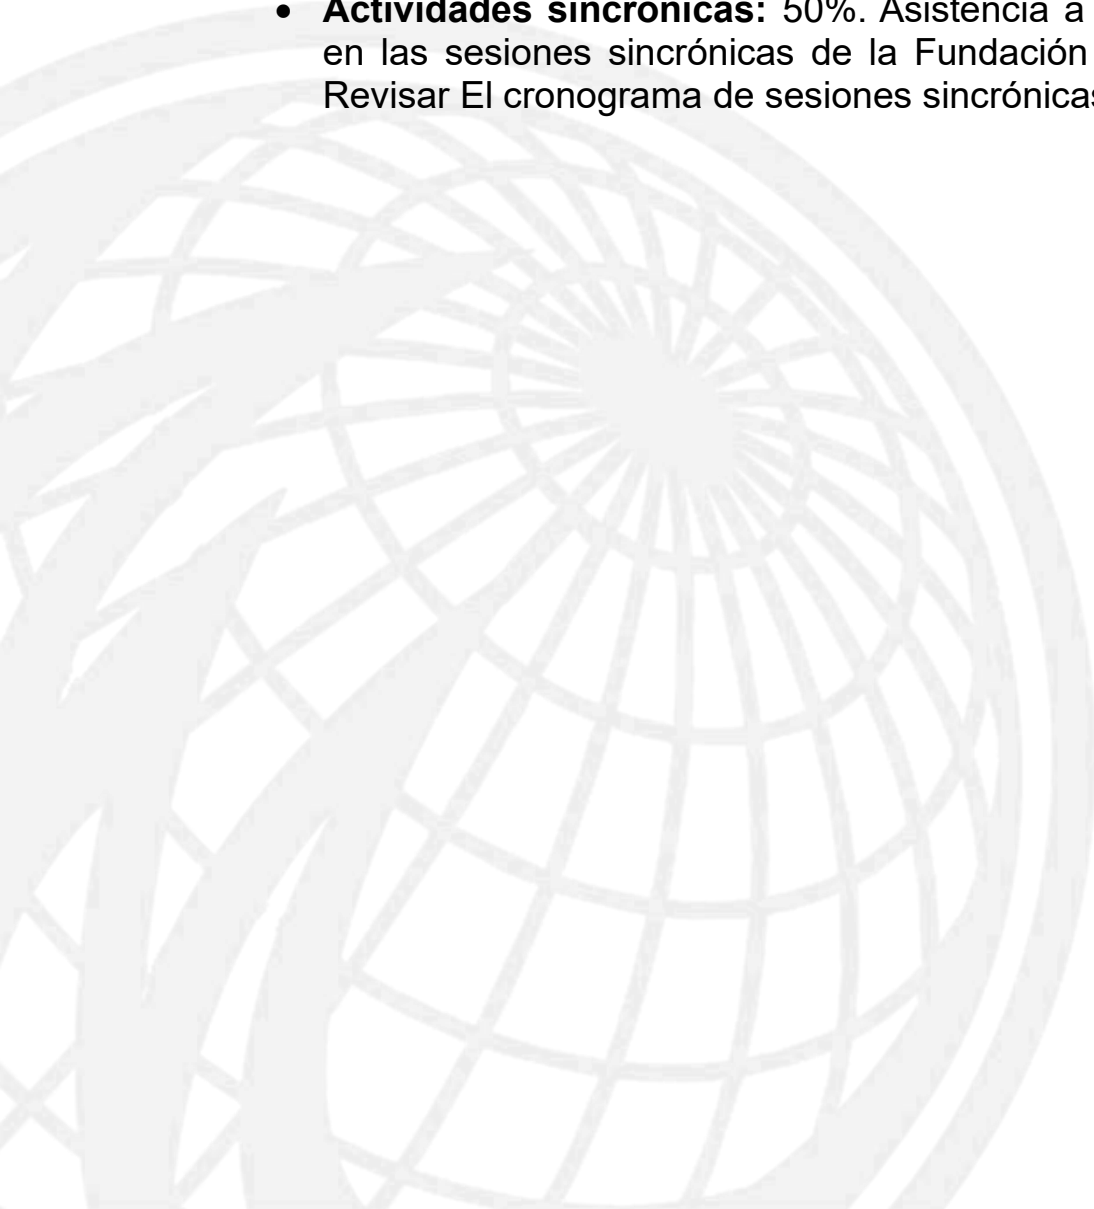 Actividades sincrónicas: 50%. Asistencia a
en las sesiones sincrónicas de la Fundación
Revisar El cronograma de sesiones sincrónicas